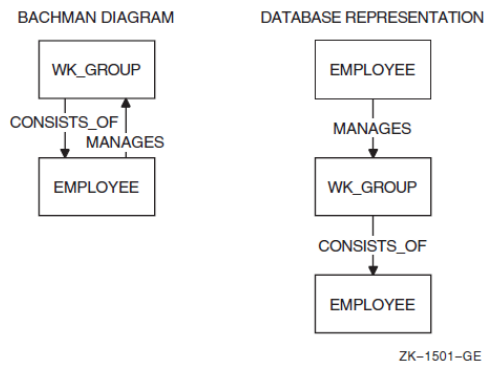 BACHMAN DIAGRAM
WK_GROUP
CONSISTS_OF
MANAGES
EMPLOYEE
DATABASE REPRESENTATION
EMPLOYEE
MANAGES
WK_GROUP
CONSISTS_OF
EMPLOYEE
ZK–1501–GE